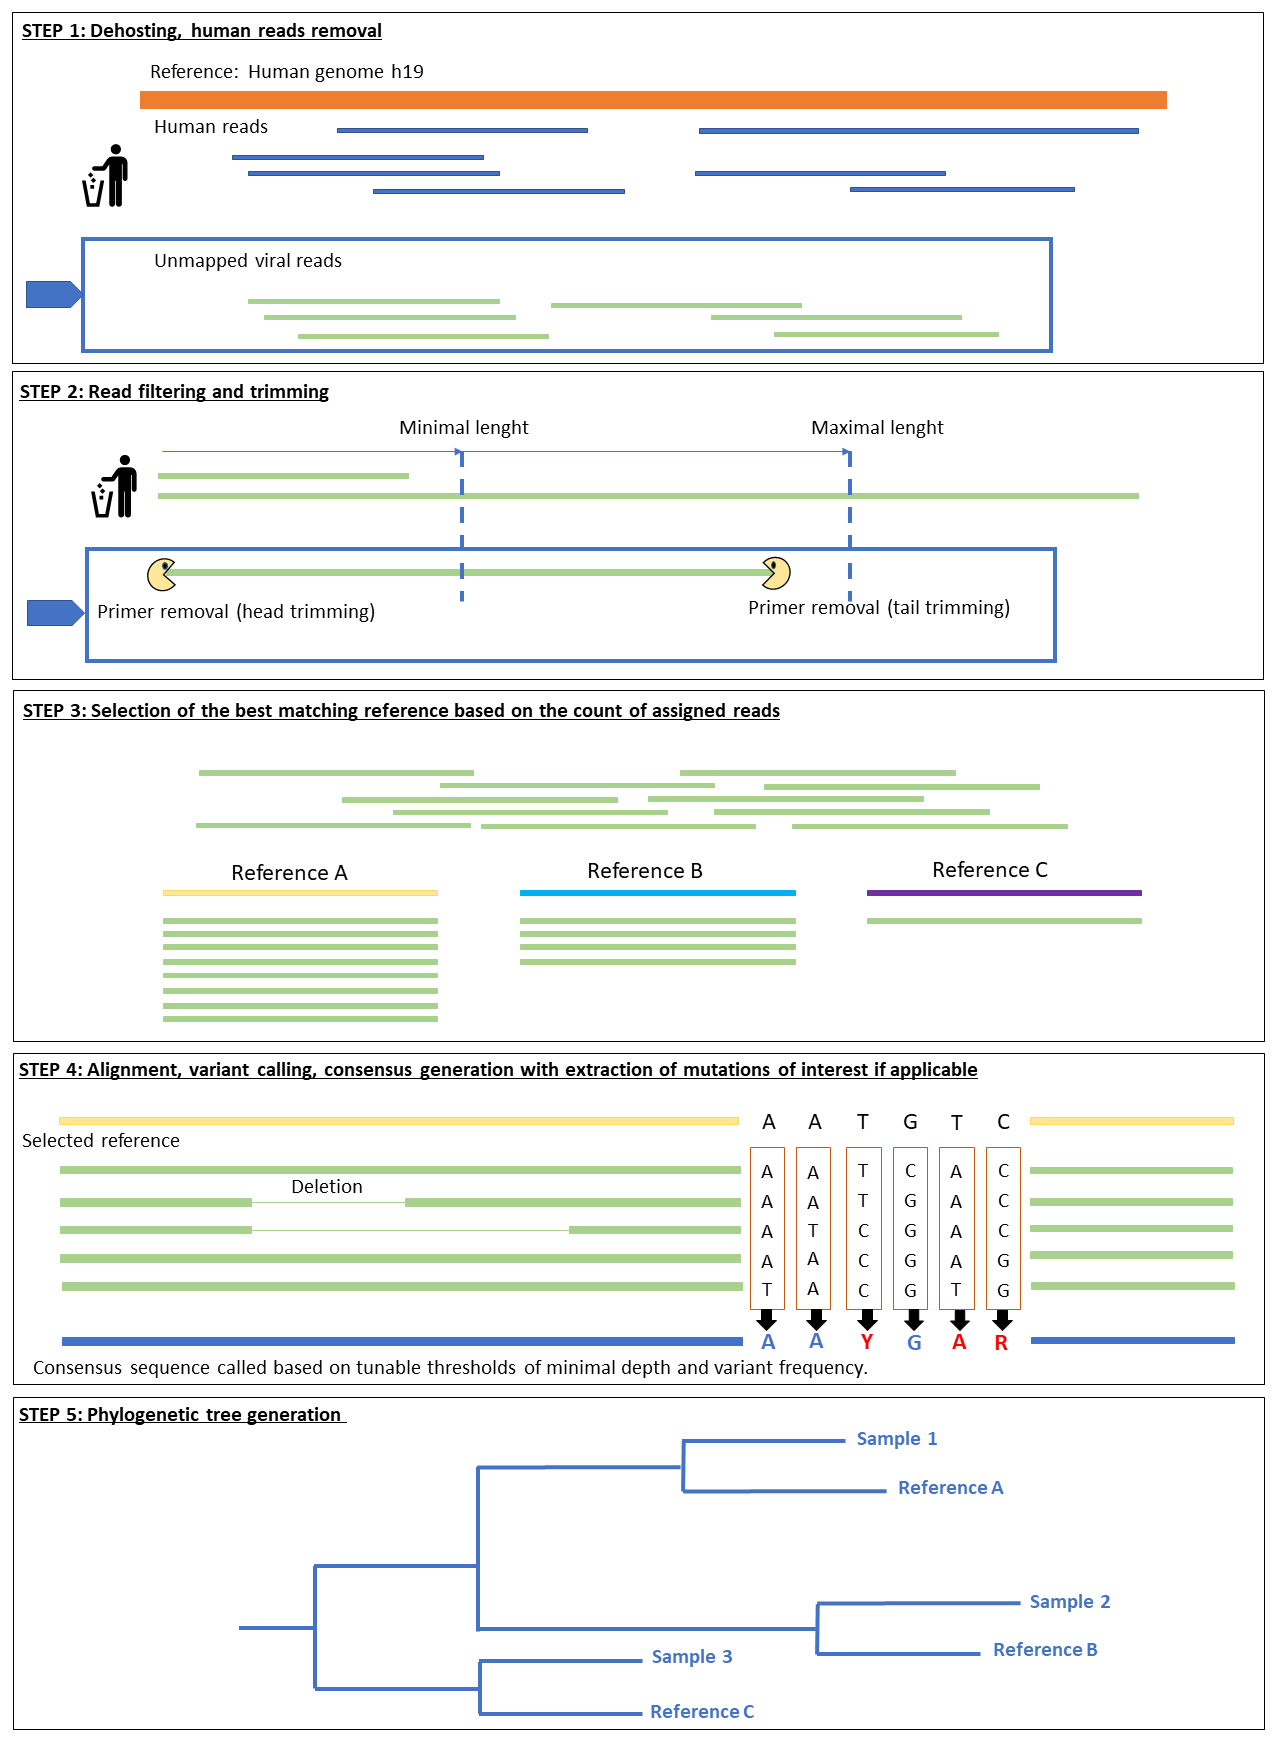 STEP 1: Dehosting, human reads removal
Reference: Human genome h19
Human reads
Unmapped viral reads
STEP 2: Read filtering and trimming
Minimal lenght
Maximal lenght
Primer removal (head trimming)
Primer removal (tail trimming)
STEP 3: Selection of the best matching reference based on the count of assigned reads
Reference A
Reference B
Reference C
STEP 4: Alignment, variant calling, consensus generation with extraction of mutations of interest if applicable
A A T G T C
Selected reference
A A T C A C
Deletion
A A T G A C
A T C G A C
A A C G A G
T A C G T G
A A Y G A R
Consensus sequence called based on tunable thresholds of minimal depth and variant frequency.
STEP 5: Phylogenetic tree generation
Sample 1
Reference A
Sample 2
Reference B
Sample 3
Reference C